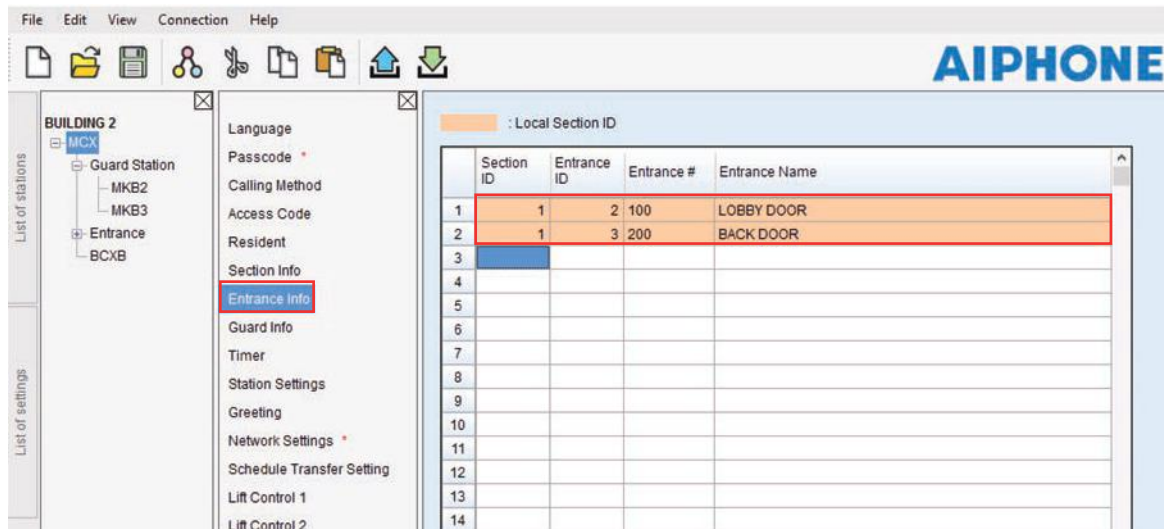 File Edit View Connection Help
AIPHONE
List of stations
List of settings
BUILDING 2
MCX
Guard Station
MKB2
MKB3
Entrance
BCXB
Language
Passcode *
Calling Method
Access Code
Resident
Section Info
Entrance Info
Guard Info
Timer
Station Settings
Greeting
Network Settings *
Schedule Transfer Setting
Lift Control 1
Lift Control 2
: Local Section ID
Section ID Entrance ID Entrance # Entrance Name
1 1 2 100 LOBBY DOOR
2 1 3 200 BACK DOOR
3
4
5
6
7
8
9
10
11
12
13
14